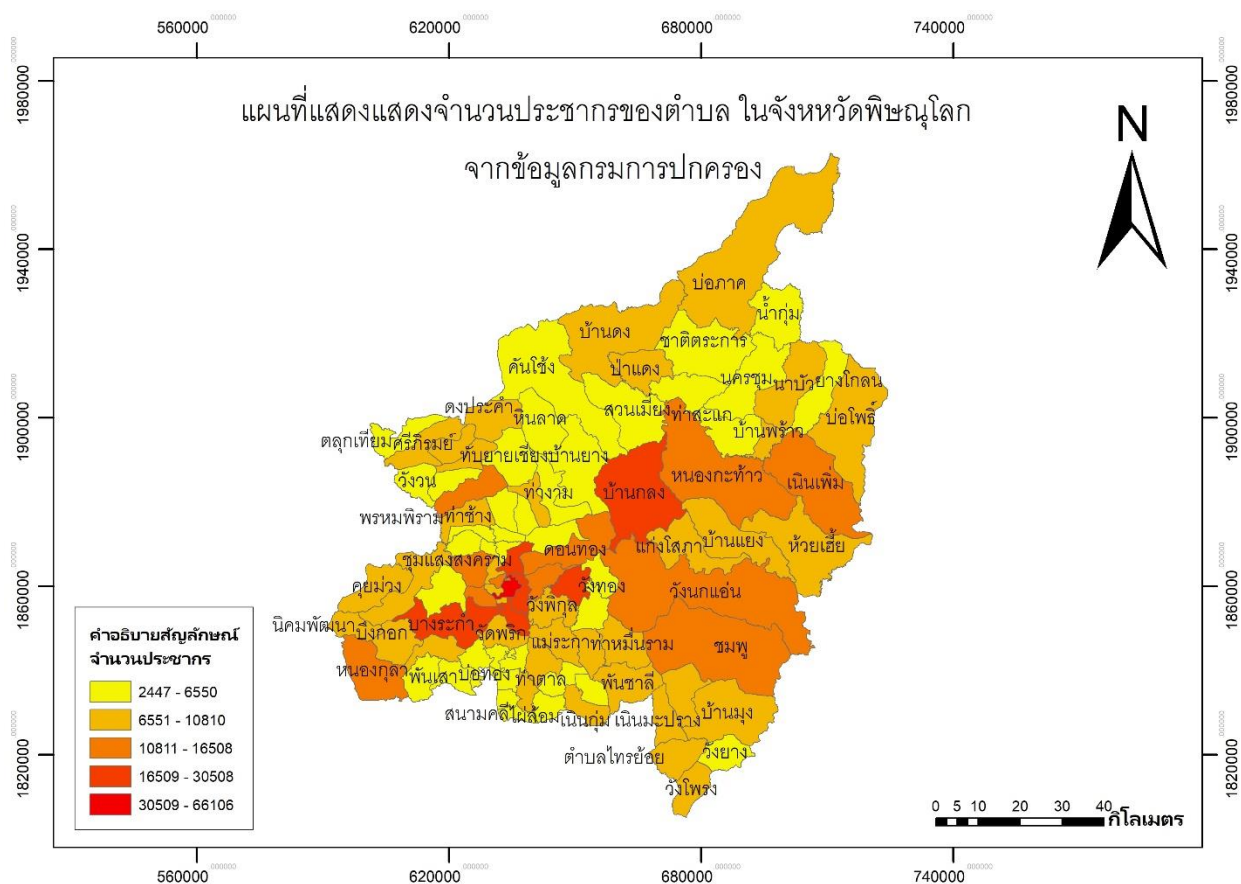 560000 620000 680000 740000
1980000 1980000
แผนที่แสดงแสดงจำนวนประชากรของตำบล ในจังหหวัดพิษณุโลก
จากข้อมูลกรมการปกครอง
N
1940000 1940000
บ่อภาค
น้ำกุ่ม
บ้านดง
ชาติตระการ
คันโช้ง
ป่าแดง
นครชุม
นาบัว
ยางโกลน
ดงประคำ
หินลาด
สวนเมี่ยง
ท่าสะแก
บ่อโพธิ์
1900000 1900000
ตลุกเทียม
ศรีภิรมย์
บ้านพร้าว
ทับยายเชียง
บ้านยาง
วังวน
ท่างาม
บ้านกลาง
หนองกะท้าว
เนินเพิ่ม
พรหมพิราม
ท่าช้าง
ดอนทอง
แก่งโสภา
บ้านแยง
ห้วยเฮี้ย
ชุมแสงสงคราม
คุยม่วง
วังทอง
วังนกแอ่น
1860000 1860000
วังพิกุล
นิคมพัฒนา
บึงกอก
บางระกำ
วัดพริก
แม่ระกา
ท่าหมื่นราม
ชมพู
หนองกุลา
พันเสา
บ่อทอง
ท่าตาล
พันชาลี
สนามคลี
ไผ่ล้อม
เนินกุ่ม
เนินมะปราง
บ้านมุง
ตำบลไทรย้อย
วังยาง
1820000 1820000
วังโพรง
คำอธิบายสัญลักษณ์
จำนวนประชากร
2447 - 6550
6551 - 10810
10811 - 16508
16509 - 30508
30509 - 66106
0 5 10 20 30 40
กิโลเมตร
560000 620000 680000 740000